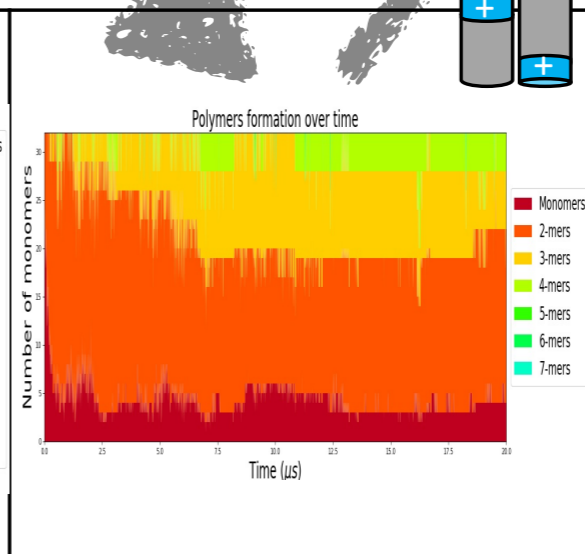 +
+
Polymers formation over time
Number of monomers
30
25
20
15
10
5
0
0.0 2.5 5.0 7.5 10.0 12.5 15.0 17.5 20.0
Time (μs)
Monomers
2-mers
3-mers
4-mers
5-mers
6-mers
7-mers